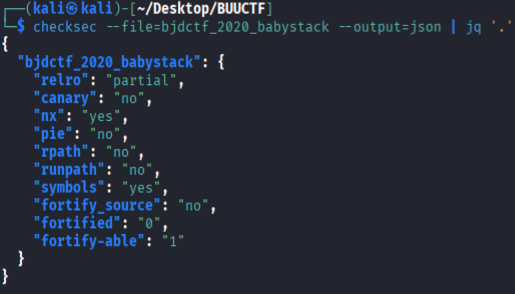 ┌──(kali㉿kali)-[~/Desktop/BUUCTF]
└─$ checksec --file=bjdctf_2020_babystack --output=json | jq '.'
{
  "bjdctf_2020_babystack": {
    "relro": "partial",
    "canary": "no",
    "nx": "yes",
    "pie": "no",
    "rpath": "no",
    "runpath": "no",
    "symbols": "yes",
    "fortify_source": "no",
    "fortified": "0",
    "fortify-able": "1"
  }
}